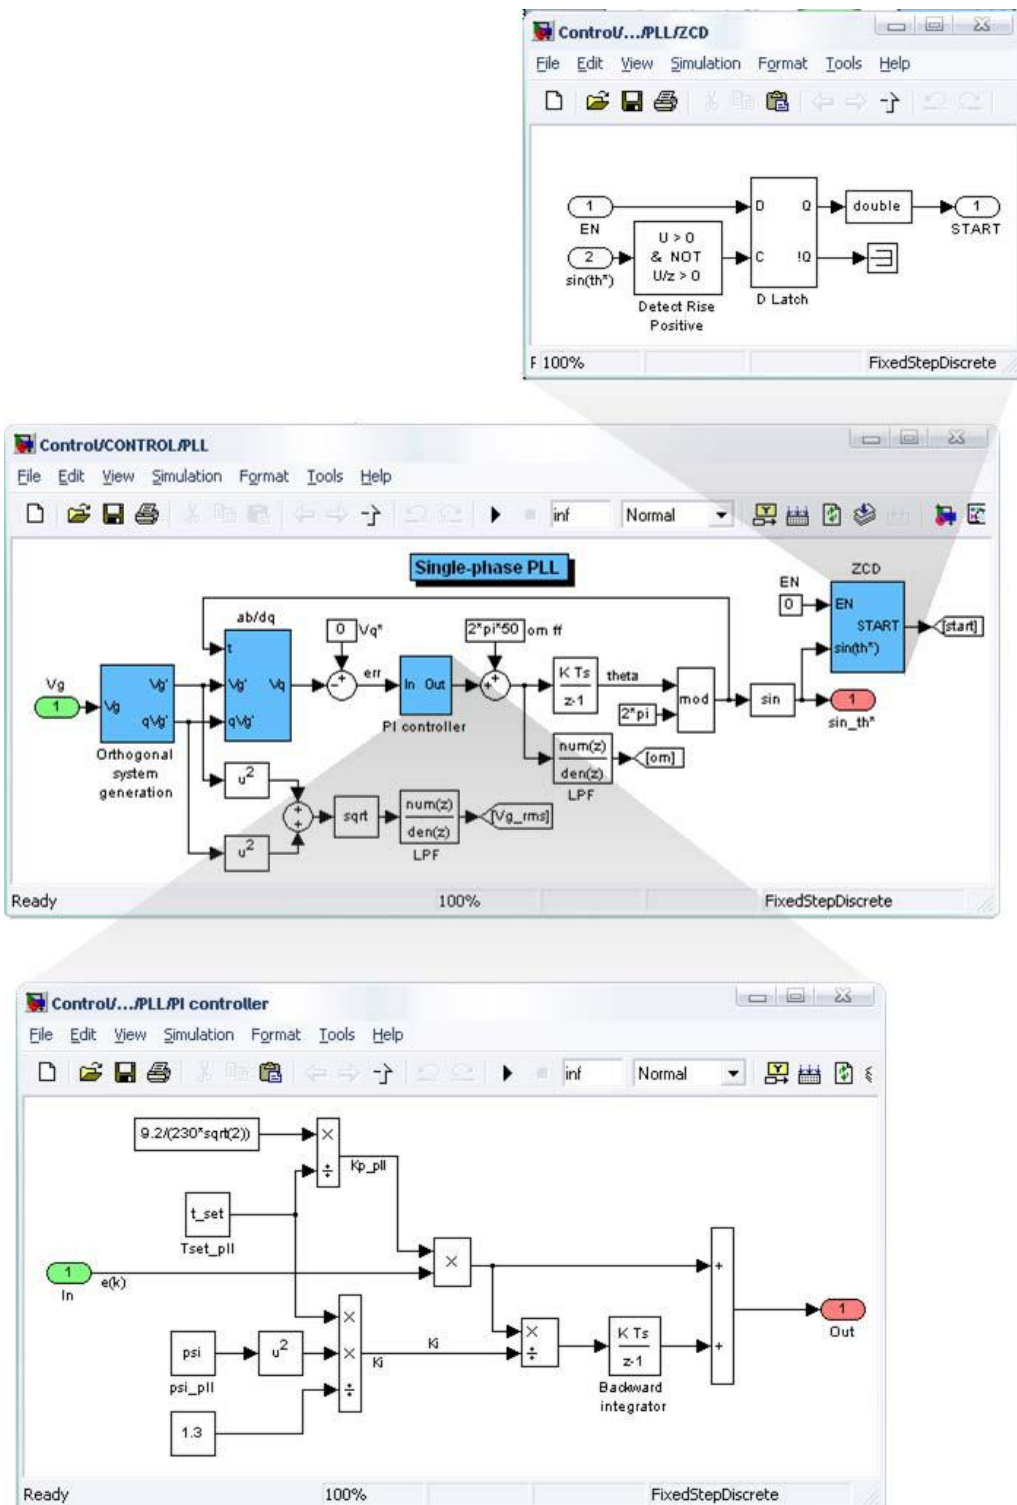 Control/.../PLL/ZCD
File Edit View Simulation Format Tools Help
1
EN
2
sin(th*)
U > 0
& NOT
U/z > 0
Detect Rise
Positive
D Q
C !Q
D Latch
double
1
START
100% FixedStepDiscrete
Control/CONTROL/PLL
File Edit View Simulation Format Tools Help
inf Normal
Single-phase PLL
Vg
1
Vg Vg'
qVg'
Orthogonal
system
generation
ab/dq
t
Vg' Vq
qVg'
0 Vq*
err
In Out
PI controller
2*pi*50 om ff
K Ts
z-1
theta
2*pi
mod
sin
1
sin_th*
EN
0
ZCD
EN
START
sin(th*)
[start]
num(z)
den(z)
LPF
[om]
u²
u²
sqrt
num(z)
den(z)
LPF
[Vg_rms]
Ready 100% FixedStepDiscrete
Control/.../PLL/PI controller
File Edit View Simulation Format Tools Help
inf Normal
9.2/(230*sqrt(2))
×
÷
Kp_pll
t_set
Tset_pll
1
In
e(k)
×
psi
psi_pll
u²
1.3
×
×
÷
Ki
Ki
×
÷
K Ts
z-1
Backward
integrator
+
+
1
Out
Ready 100% FixedStepDiscrete